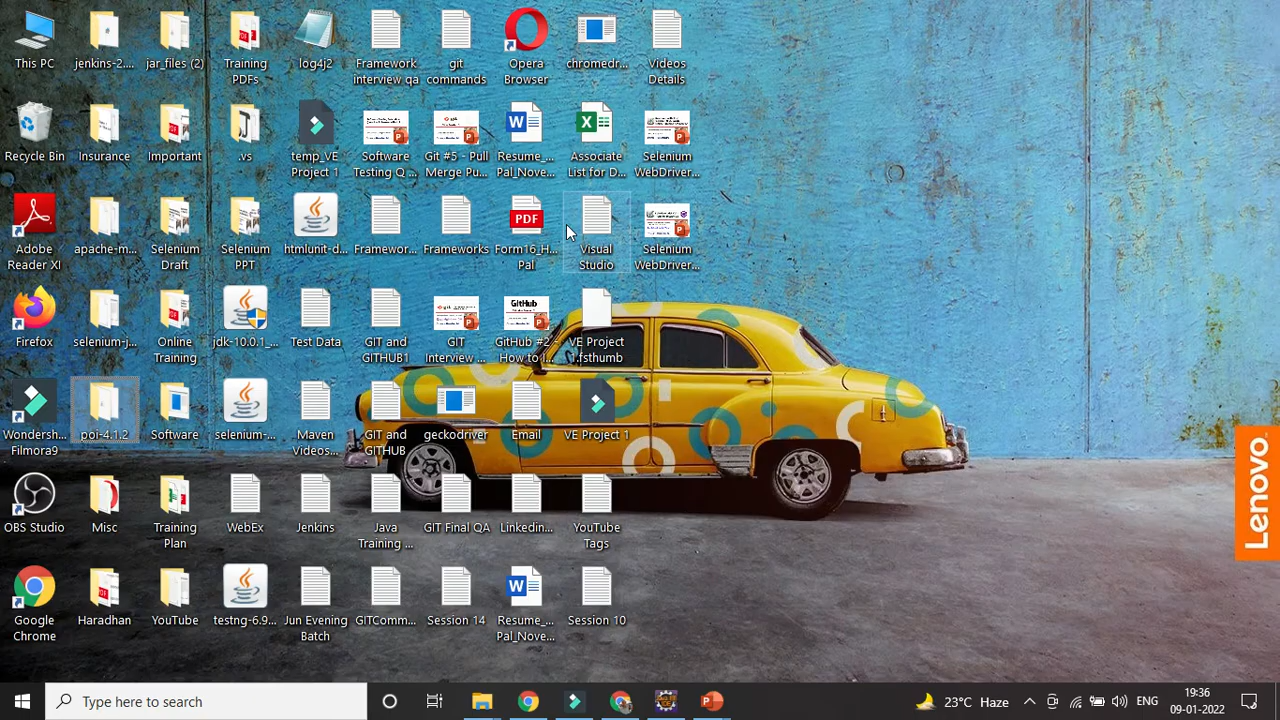 This PC
jenkins-2....
jar_files (2)
Training
PDFs
log4j2
Framework
interview qa
git
commands
Opera
Browser
chromedr...
Videos
Details
Recycle Bin
Insurance
Important
.vs
temp_VE
Project 1
Software
Testing Q ...
Git #5 - Pull
Merge Pu...
Resume_...
Pal_Nove...
Associate
List for D...
Selenium
WebDriver...
Adobe
Reader XI
apache-m...
Selenium
Draft
Selenium
PPT
htmlunit-d...
Framewor...
Frameworks
PDF
Form16_H...
Pal
Visual
Studio
Selenium
WebDriver...
Firefox
selenium-j...
Online
Training
jdk-10.0.1_...
Test Data
GIT and
GITHUB1
GIT
Interview ...
GitHub
GitHub #2 -
How to I...
VE Project
1.fsthumb
Wondersh...
Filmora9
poi-4.1.2
Software
selenium-...
Maven
Videos...
GIT and
GITHUB
geckodriver
Email
VE Project 1
OBS Studio
Misc
Training
Plan
WebEx
Jenkins
Java
Training ...
GIT Final QA
Linkedin...
YouTube
Tags
Google
Chrome
Haradhan
YouTube
testng-6.9...
Jun Evening
Batch
GITComm...
Session 14
Resume_...
Pal_Nove...
Session 10
Lenovo
Type here to search
23°C Haze
ENG
19:36
09-01-2022